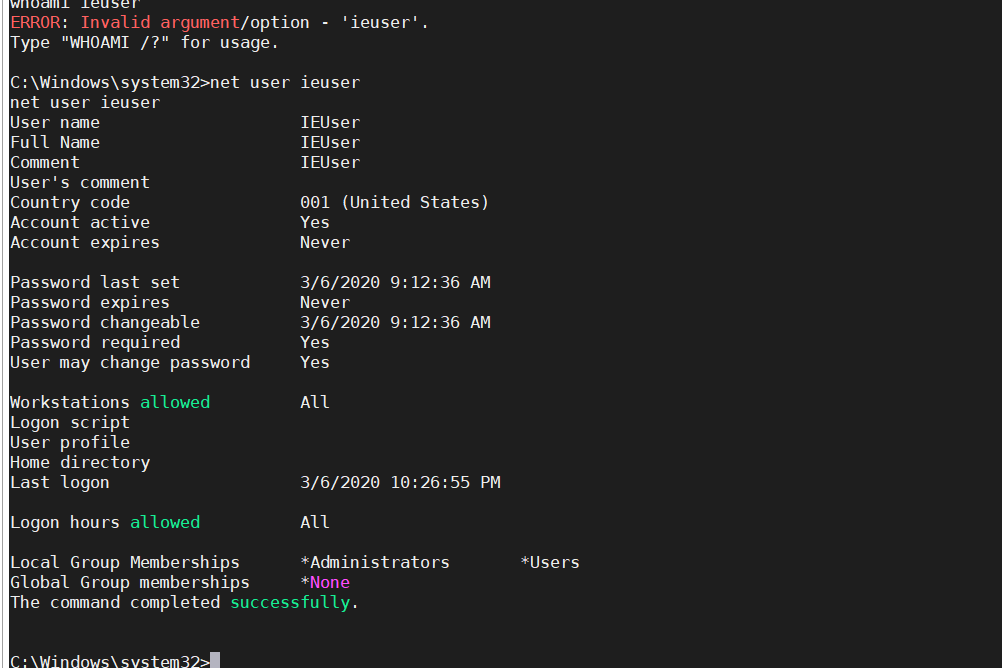 whoami ieuser
ERROR: Invalid argument/option - 'ieuser'.
Type "WHOAMI /?" for usage.
C:\Windows\system32>net user ieuser
net user ieuser
User name                    IEUser
Full Name                    IEUser
Comment                      IEUser
User's comment
Country code                 001 (United States)
Account active               Yes
Account expires              Never
Password last set            3/6/2020 9:12:36 AM
Password expires             Never
Password changeable          3/6/2020 9:12:36 AM
Password required            Yes
User may change password     Yes
Workstations allowed         All
Logon script
User profile
Home directory
Last logon                   3/6/2020 10:26:55 PM
Logon hours allowed          All
Local Group Memberships      *Administrators       *Users
Global Group memberships     *None
The command completed successfully.
C:\Windows\system32>